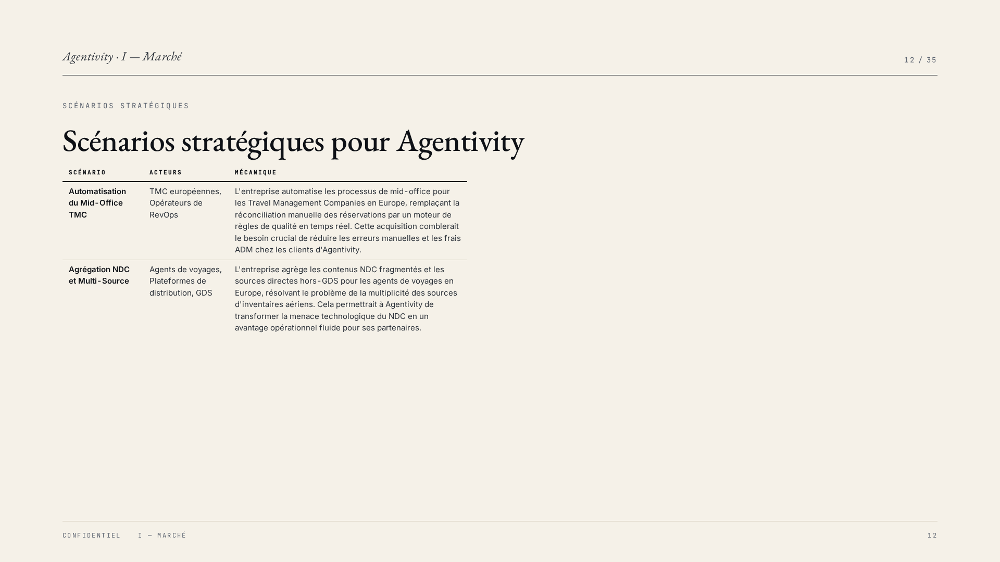 Agentivity · I — Marché
12 / 35
SCÉNARIOS STRATÉGIQUES
Scénarios stratégiques pour Agentivity
SCÉNARIO ACTEURS MÉCANIQUE
Automatisation
du Mid-Office
TMC
TMC européennes,
Opérateurs de
RevOps
L'entreprise automatise les processus de mid-office pour
les Travel Management Companies en Europe, remplaçant la
réconciliation manuelle des réservations par un moteur de
règles de qualité en temps réel. Cette acquisition comblerait
le besoin crucial de réduire les erreurs manuelles et les frais
ADM chez les clients d'Agentivity.
Agrégation NDC
et Multi-Source
Agents de voyages,
Plateformes de
distribution, GDS
L'entreprise agrège les contenus NDC fragmentés et les
sources directes hors-GDS pour les agents de voyages en
Europe, résolvant le problème de la multiplicité des sources
d'inventaires aériens. Cela permettrait à Agentivity de
transformer la menace technologique du NDC en un
avantage opérationnel fluide pour ses partenaires.
CONFIDENTIEL I — MARCHÉ
12